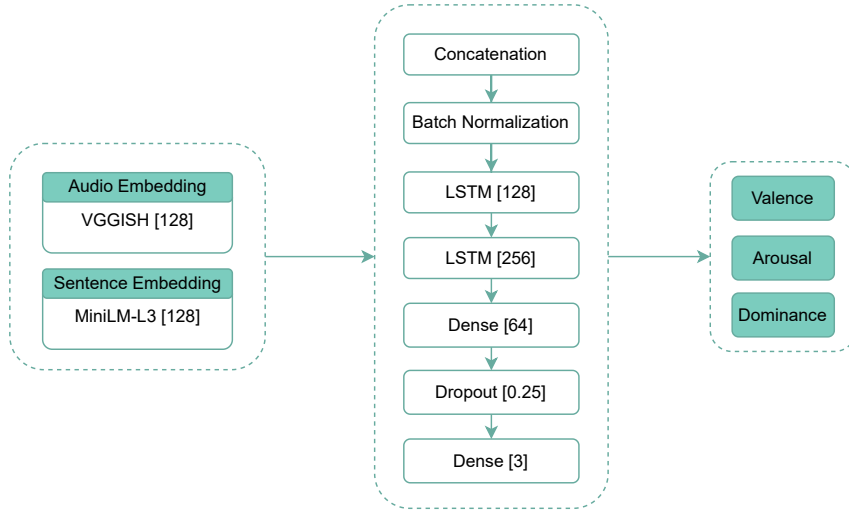 Audio Embedding
VGGISH [128]
Sentence Embedding
MiniLM-L3 [128]
Concatenation
Batch Normalization
LSTM [128]
LSTM [256]
Dense [64]
Dropout [0.25]
Dense [3]
Valence
Arousal
Dominance